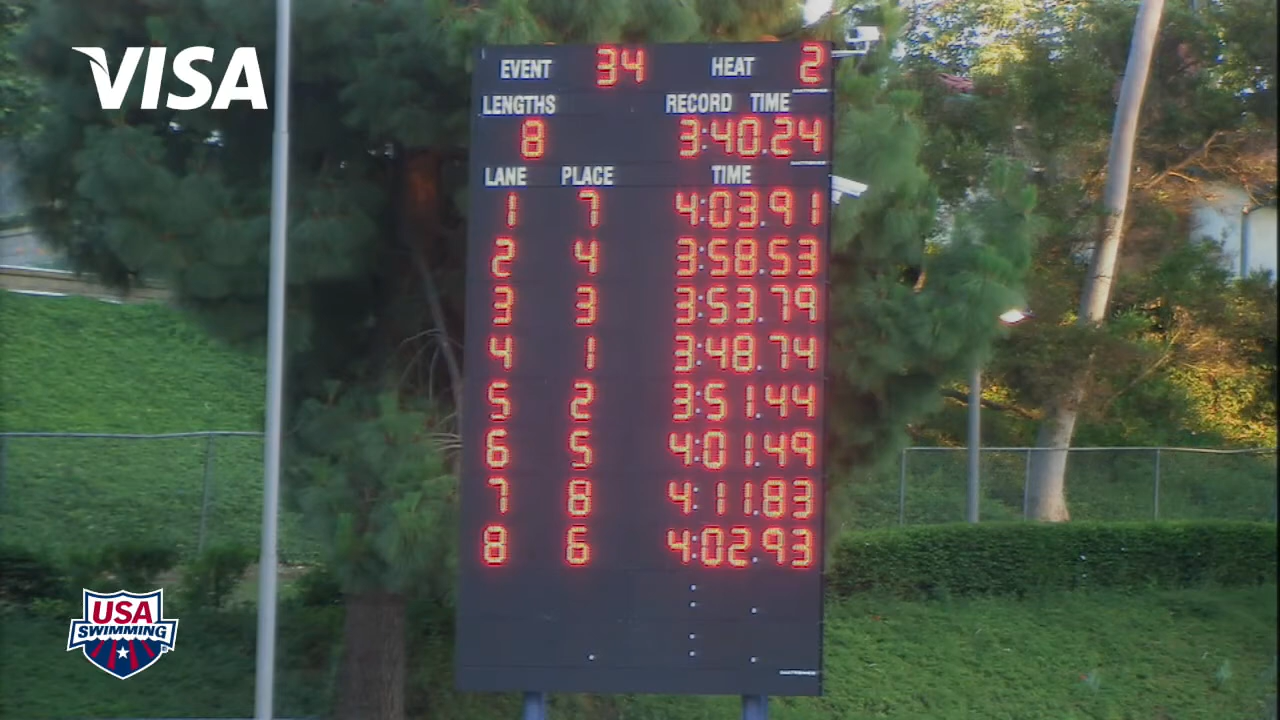 VISA
EVENT 34 HEAT 2
LENGTHS RECORD TIME
8 3:40.24
LANE PLACE TIME
1 7 4:03.91
2 4 3:58.53
3 3 3:53.79
4 1 3:48.74
5 2 3:51.44
6 5 4:01.49
7 8 4:11.83
8 6 4:02.93
USA
SWIMMING